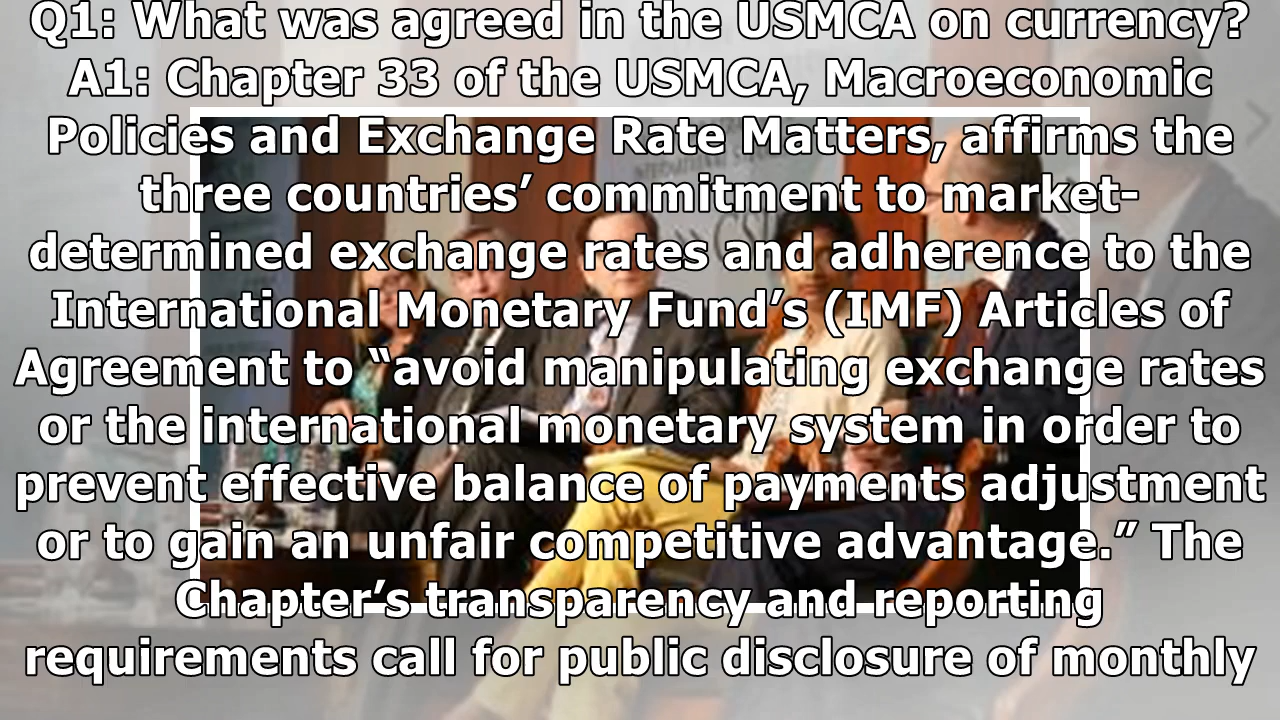 Q1: What was agreed in the USMCA on currency?
A1: Chapter 33 of the USMCA, Macroeconomic
Policies and Exchange Rate Matters, affirms the
three countries’ commitment to market-
determined exchange rates and adherence to the
International Monetary Fund’s (IMF) Articles of
Agreement to “avoid manipulating exchange rates
or the international monetary system in order to
prevent effective balance of payments adjustment
or to gain an unfair competitive advantage.” The
Chapter’s transparency and reporting
requirements call for public disclosure of monthly